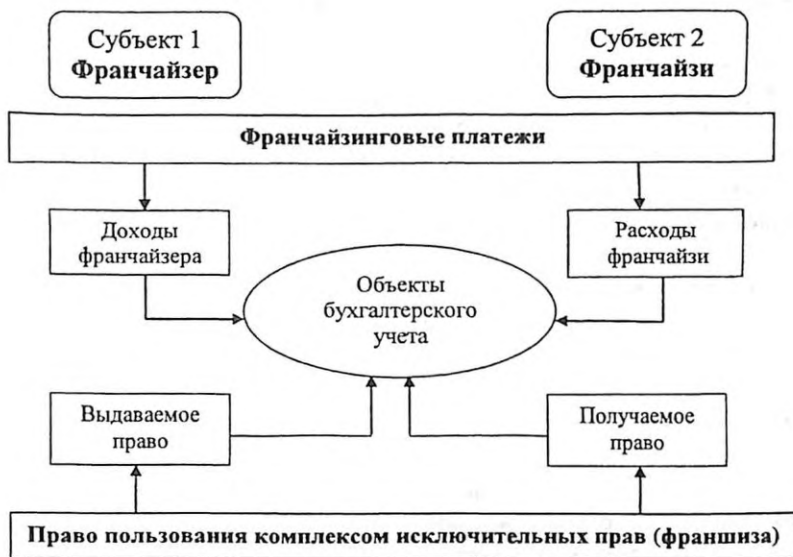 Субъект 1
Франчайзер
Субъект 2
Франчайзи
Франчайзинговые платежи
Доходы
франчайзера
Расходы
франчайзи
Объекты
бухгалтерского
учета
Выдаваемое
право
Получаемое
право
Право пользования комплексом исключительных прав (франшиза)